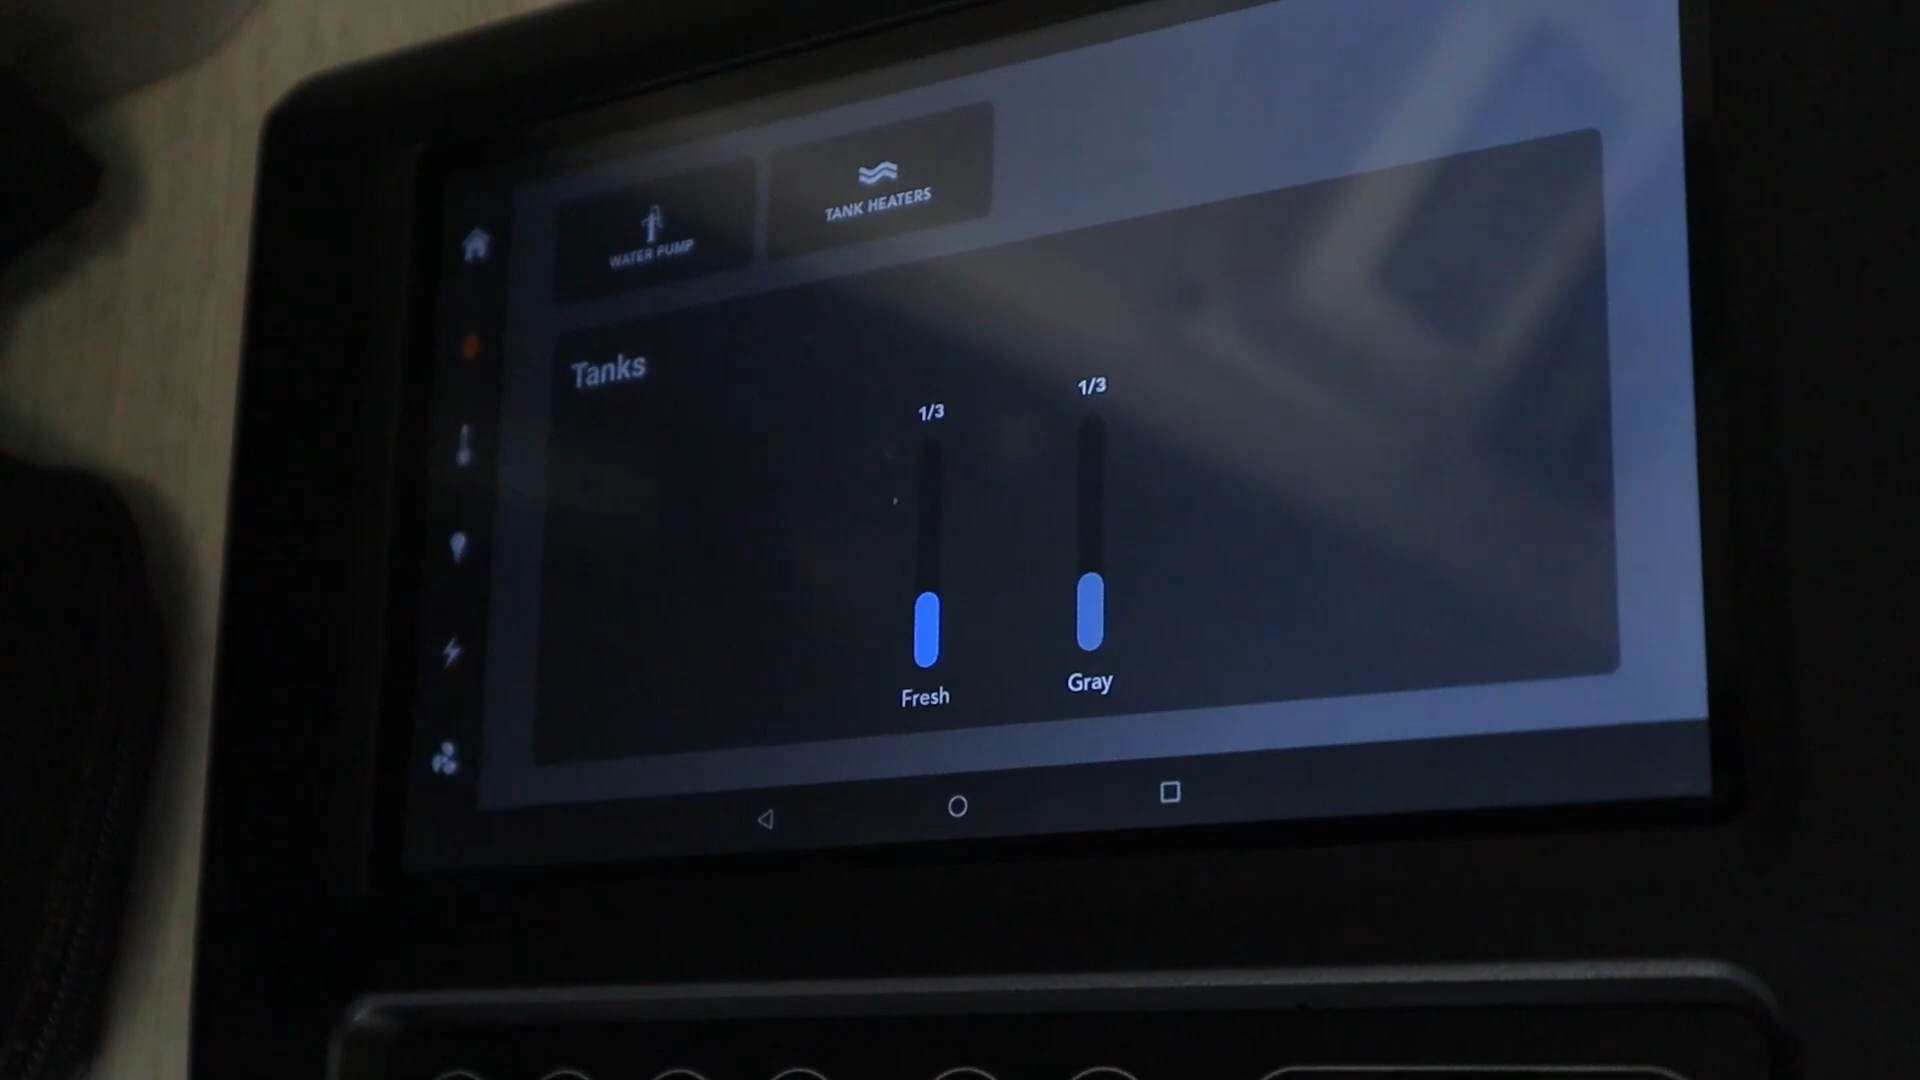 WATER PUMP
TANK HEATERS
Tanks
1/3
1/3
Fresh
Gray